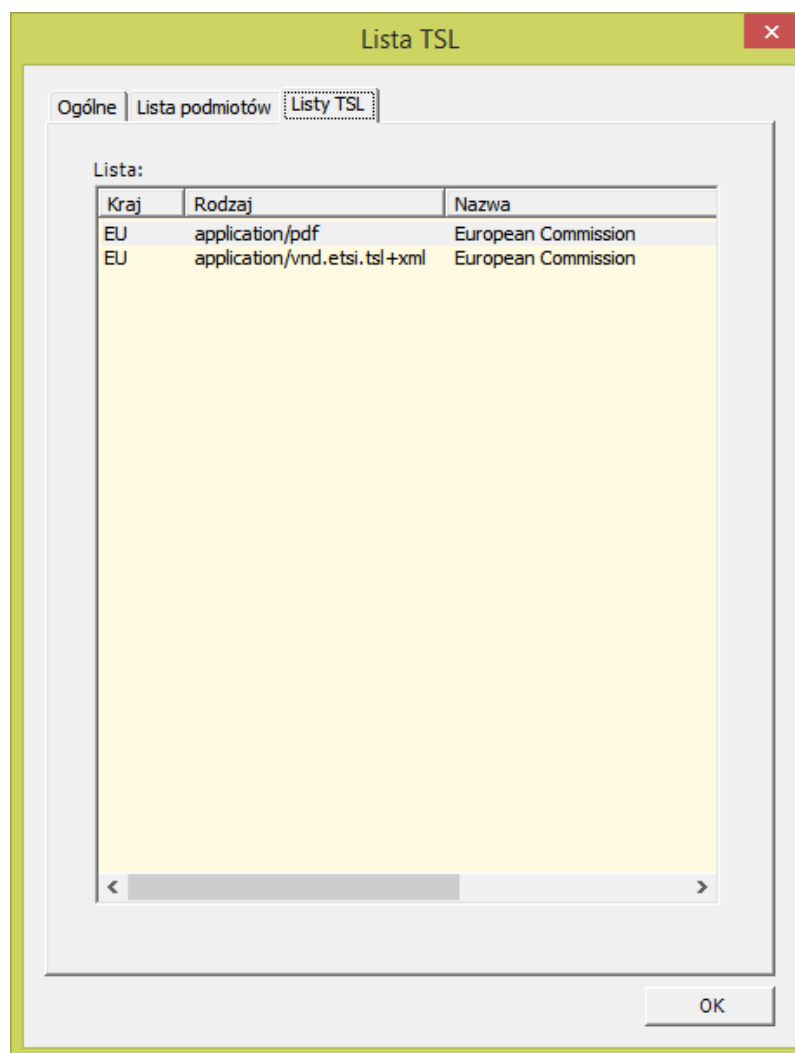 Lista TSL
Ogólne Lista podmiotów Listy TSL
Lista:
Kraj Rodzaj Nazwa
EU application/pdf European Commission
EU application/vnd.etsi.tsl+xml European Commission
OK